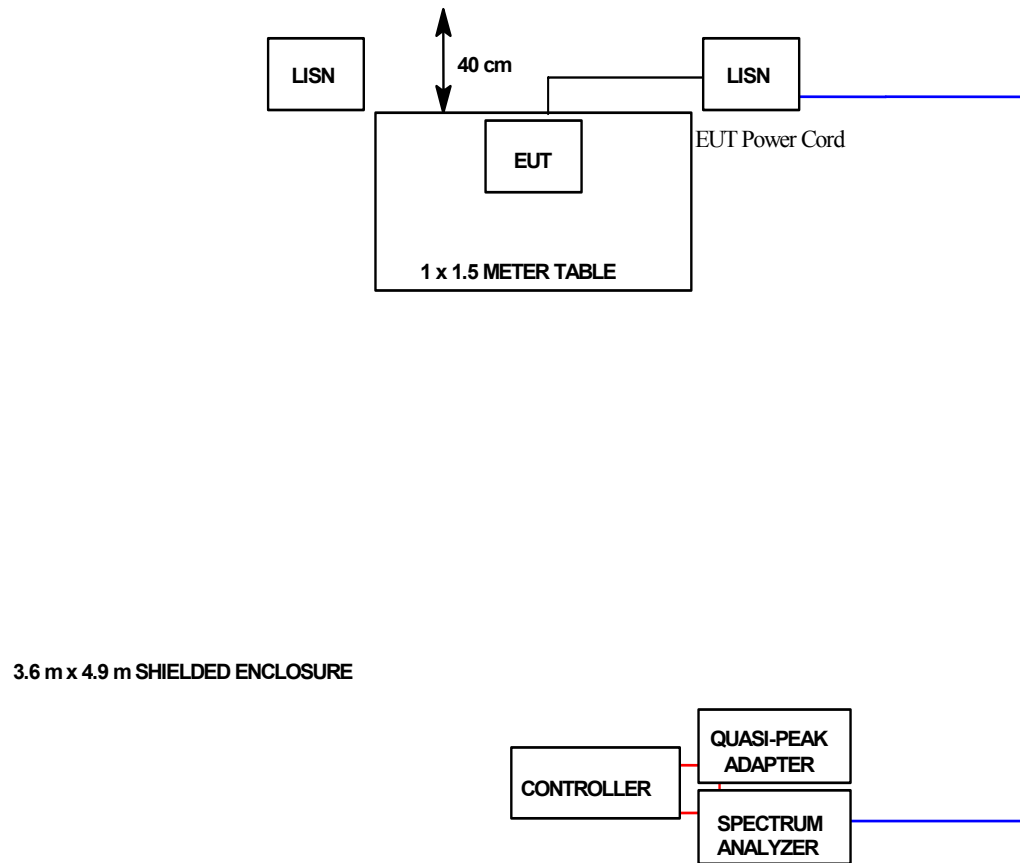 40 cm
LISN
LISN
EUT Power Cord
EUT
1 x 1.5 METER TABLE
3.6 m x 4.9 m SHIELDED ENCLOSURE
QUASI-PEAK
ADAPTER
CONTROLLER
SPECTRUM
ANALYZER